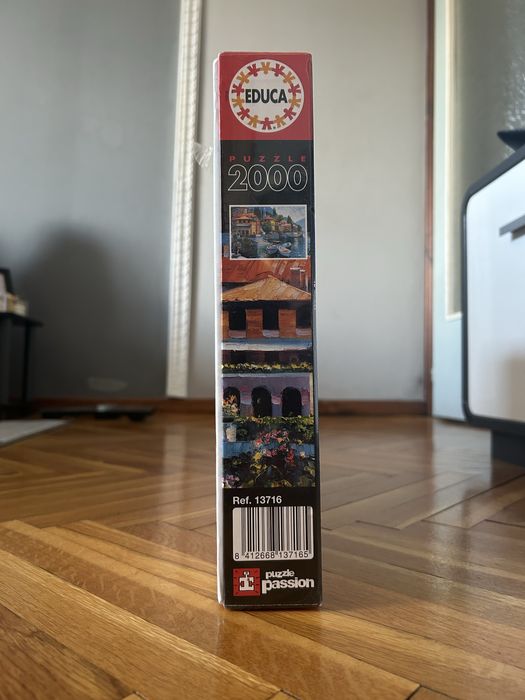 EDUCA
PUZZLE
2000
Ref. 13716
8 412668 137165
puzzle
passion